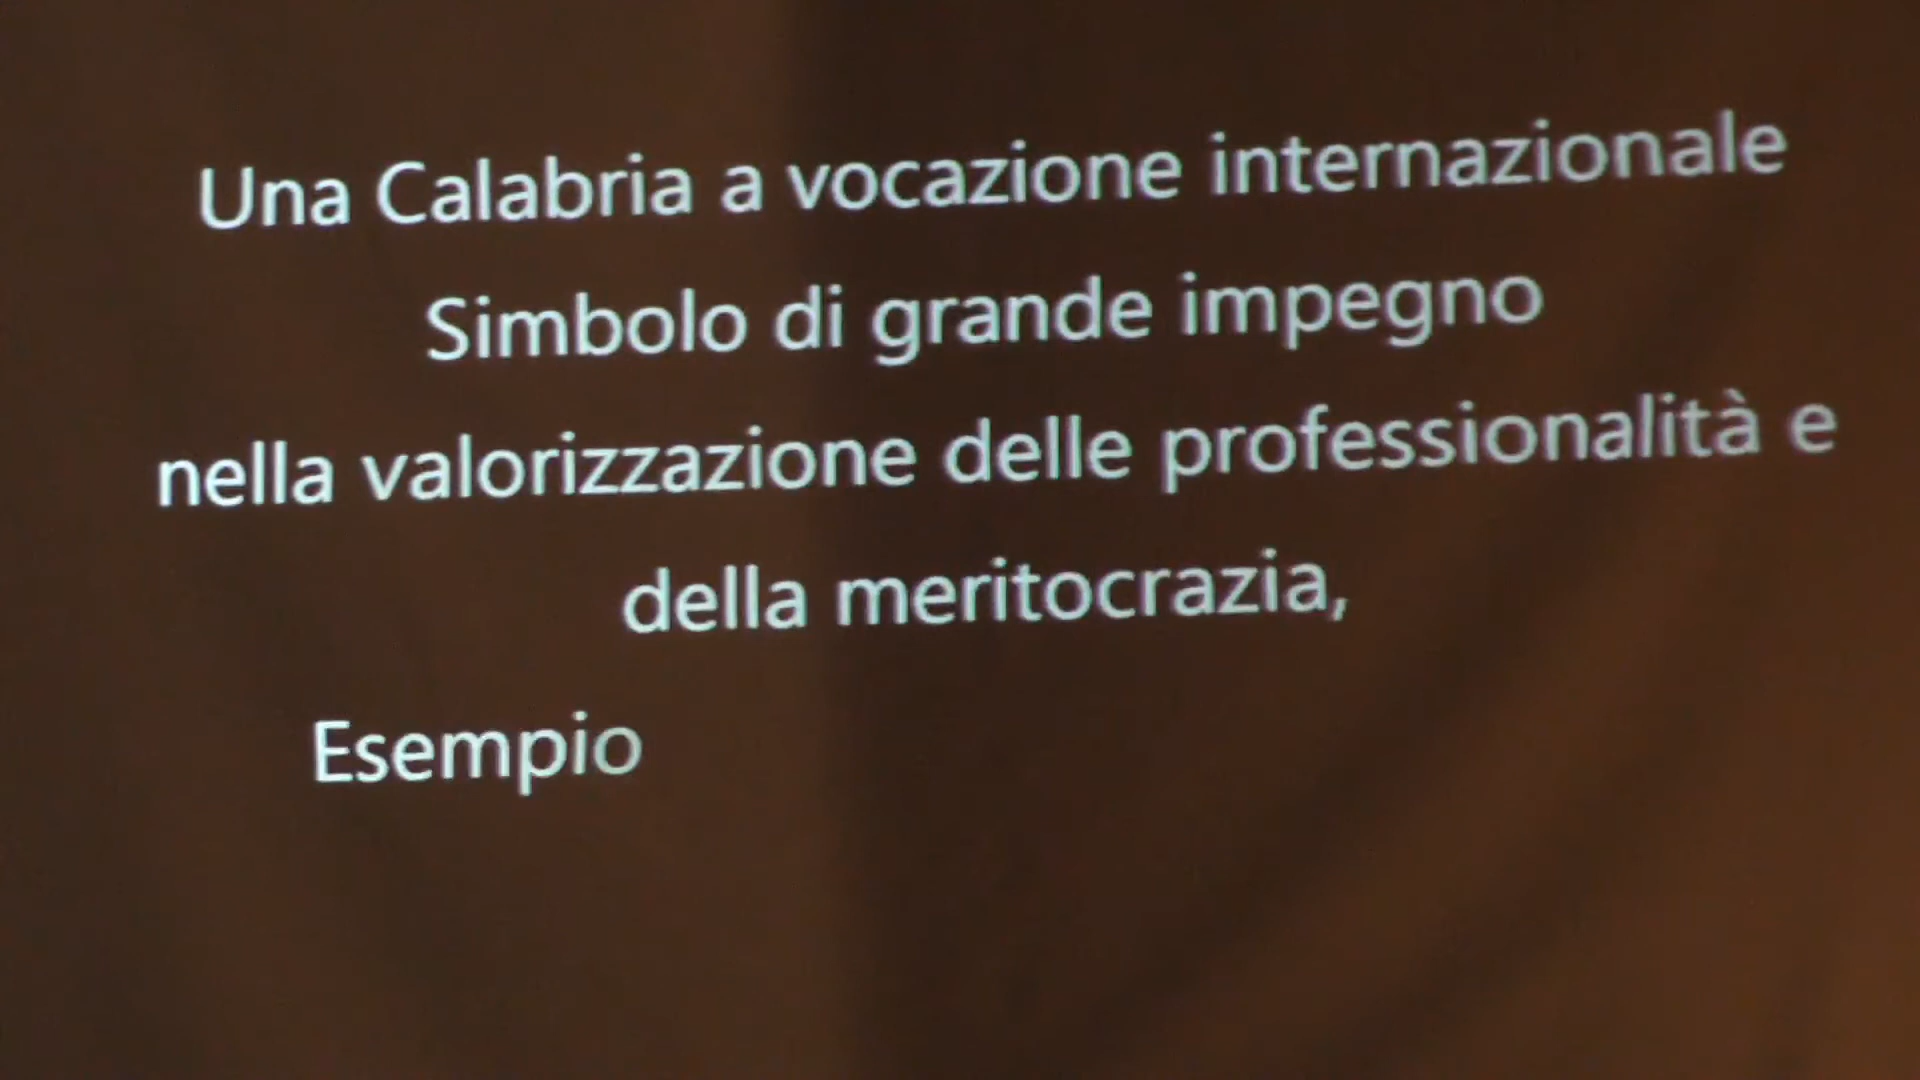 Una Calabria a vocazione internazionale
Simbolo di grande impegno
nella valorizzazione delle professionalità e
della meritocrazia,
Esempio